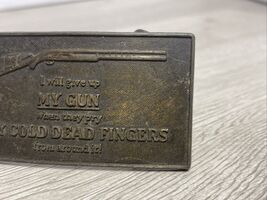 I will give up
MY GUN
when they pry
Y COLD DEAD FINGERS
from around it!